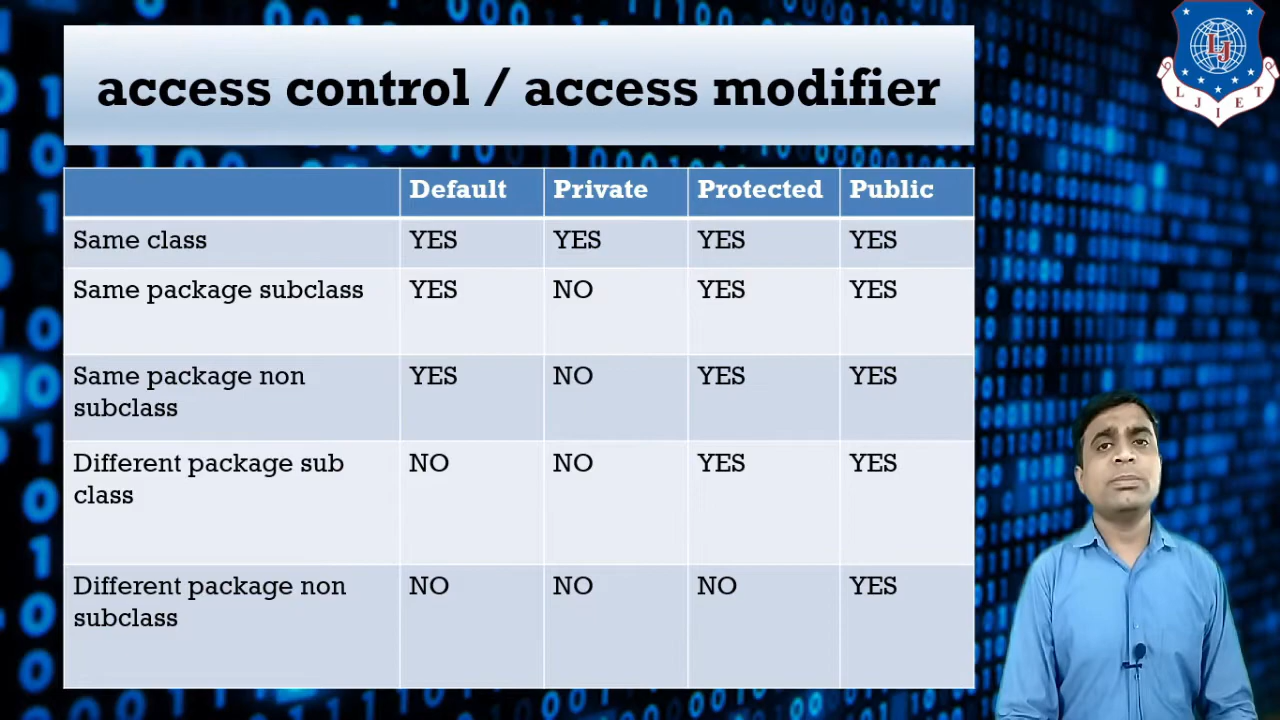 access control / access modifier
Default Private Protected Public
Same class YES YES YES YES
Same package subclass YES NO YES YES
Same package non
subclass YES NO YES YES
Different package sub
class NO NO YES YES
Different package non
subclass NO NO NO YES
LJ
L J I E T